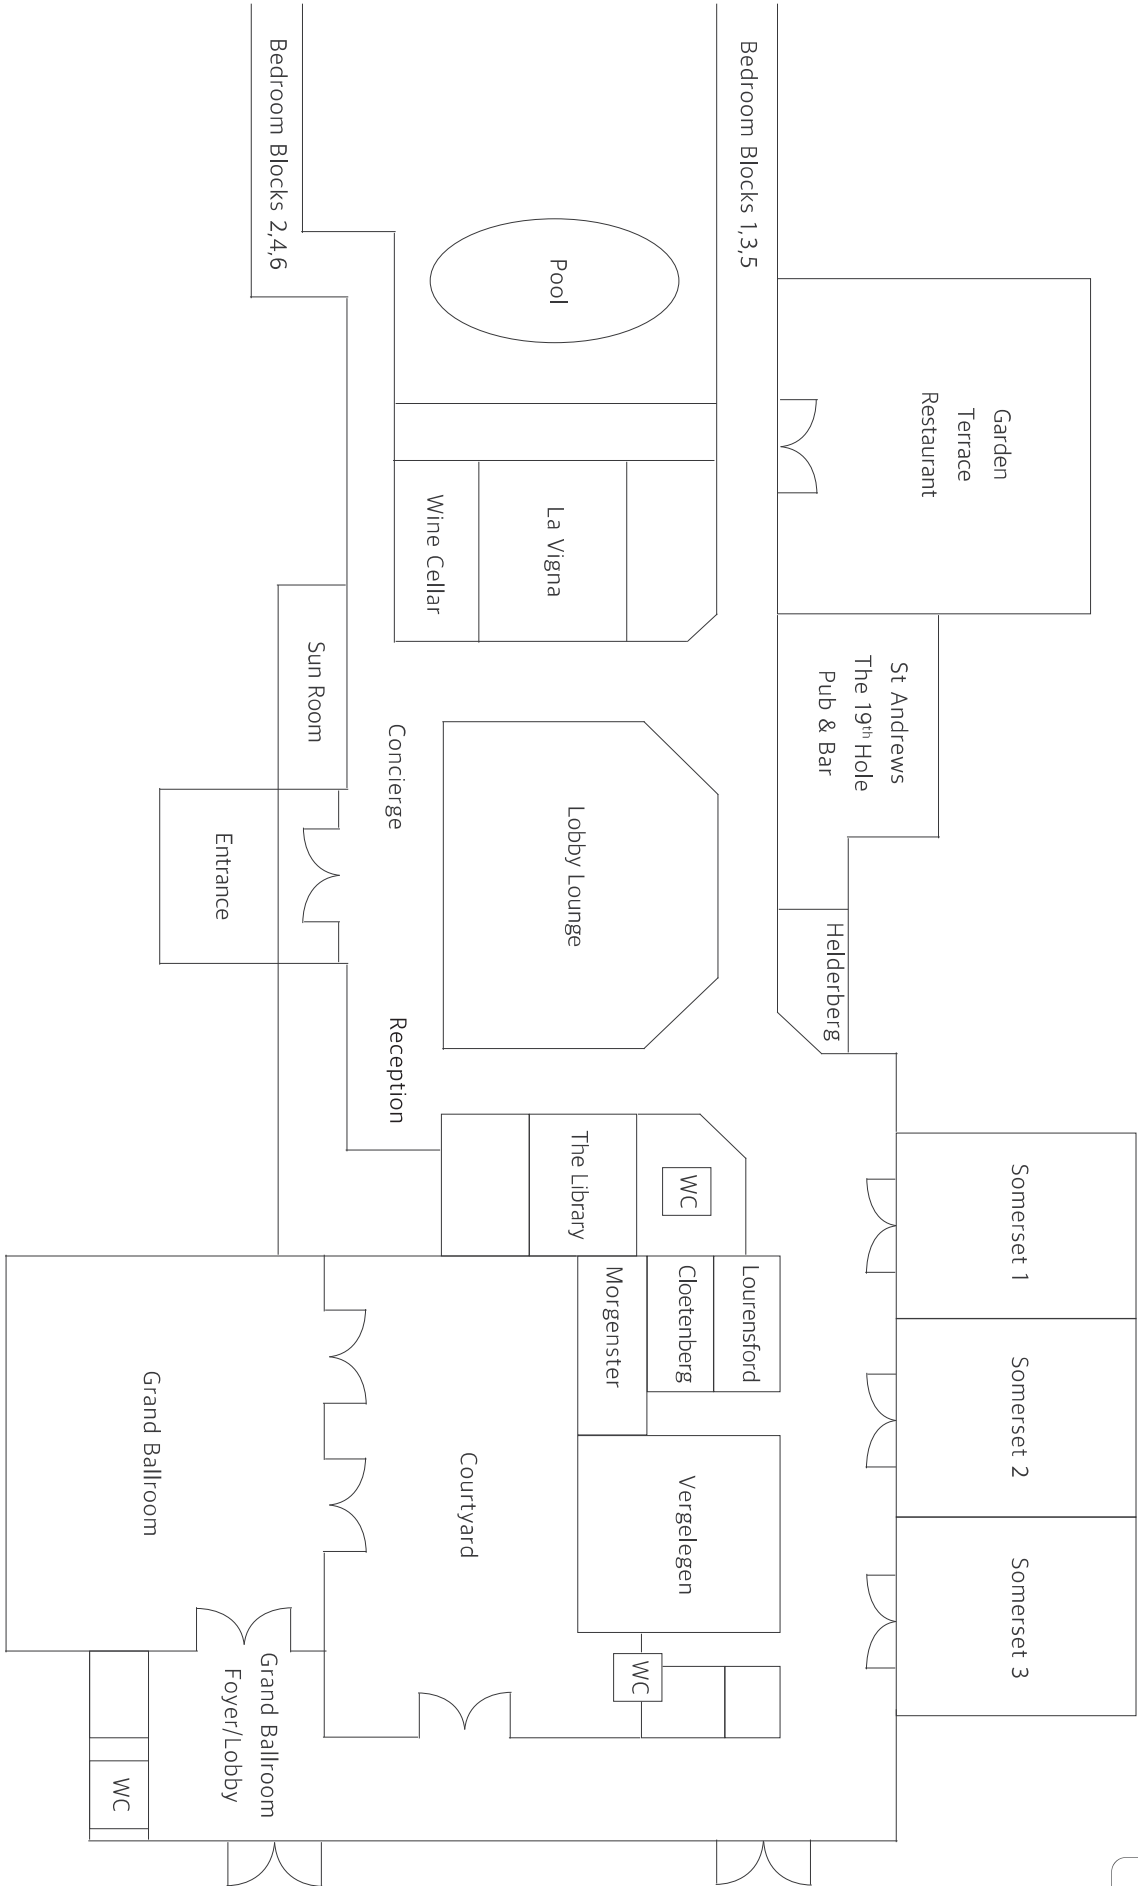 Bedroom Blocks 1,3,5
Bedroom Blocks 2,4,6
Pool
Garden
Terrace
Restaurant
La Vigna
Wine Cellar
Sun Room
St Andrews
The 19th Hole
Pub & Bar
Concierge
Lobby Lounge
Entrance
Helderberg
Reception
The Library
WC
Somerset 1
Lourensford
Cloetenberg
Morgenster
Somerset 2
Grand Ballroom
Courtyard
Vergelegen
Somerset 3
WC
Grand Ballroom
Foyer/Lobby
WC